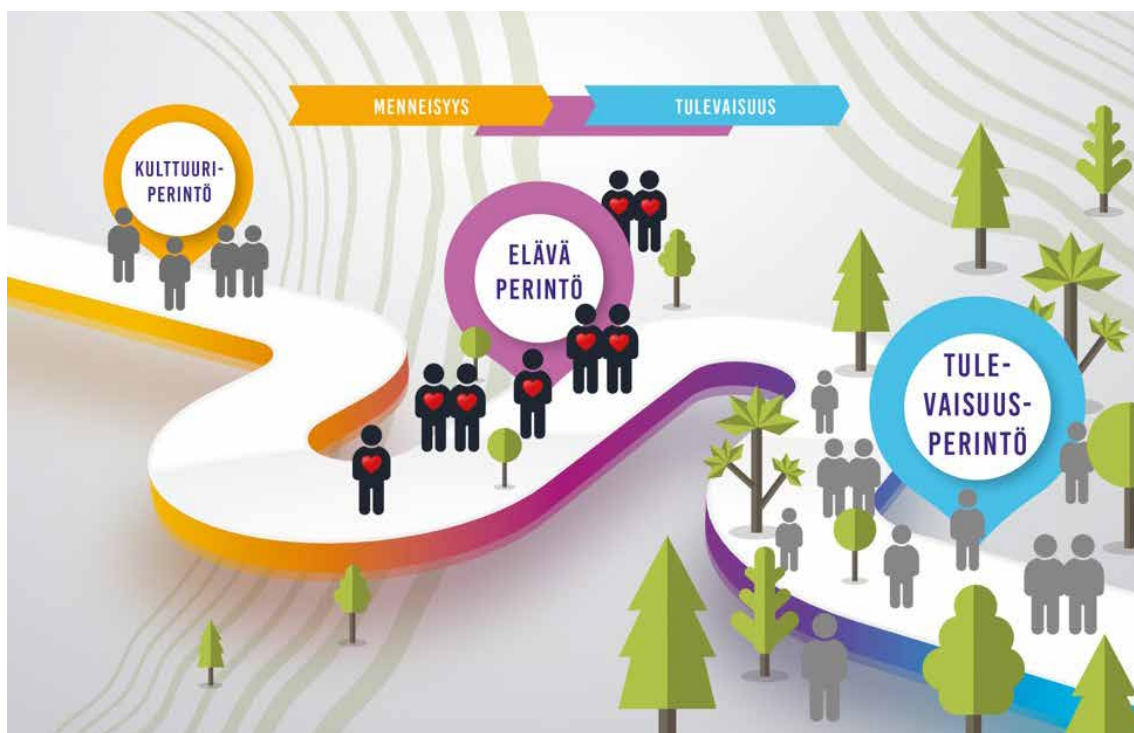 MENNEISYYS
TULEVAISUUS
KULTTUURI-
PERINTÖ
ELÄVÄ
PERINTÖ
TULE-
VAISUUS-
PERINTÖ